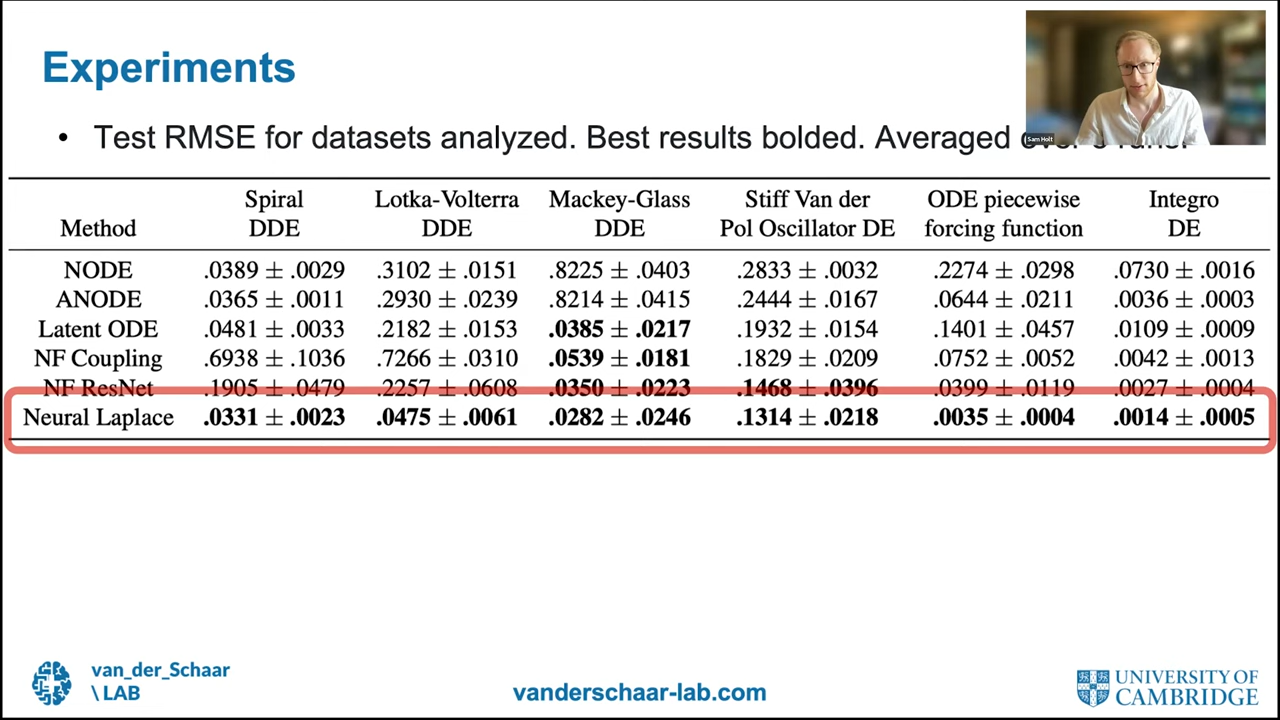 Experiments
Sam Holt
• Test RMSE for datasets analyzed. Best results bolded. Averaged
Method Spiral DDE Lotka-Volterra DDE Mackey-Glass DDE Stiff Van der Pol Oscillator DE ODE piecewise forcing function Integro DE
NODE .0389 ± .0029 .3102 ± .0151 .8225 ± .0403 .2833 ± .0032 .2274 ± .0298 .0730 ± .0016
ANODE .0365 ± .0011 .2930 ± .0239 .8214 ± .0415 .2444 ± .0167 .0644 ± .0211 .0036 ± .0003
Latent ODE .0481 ± .0033 .2182 ± .0153 .0385 ± .0217 .1932 ± .0154 .1401 ± .0457 .0109 ± .0009
NF Coupling .6938 ± .1036 .7266 ± .0310 .0539 ± .0181 .1829 ± .0209 .0752 ± .0052 .0042 ± .0013
NF ResNet .1905 ± .0479 .2257 ± .0608 .0350 ± .0223 .1468 ± .0396 .0399 ± .0119 .0027 ± .0004
Neural Laplace .0331 ± .0023 .0475 ± .0061 .0282 ± .0246 .1314 ± .0218 .0035 ± .0004 .0014 ± .0005
van_der_Schaar
\ LAB
vanderschaar-lab.com
UNIVERSITY OF
CAMBRIDGE